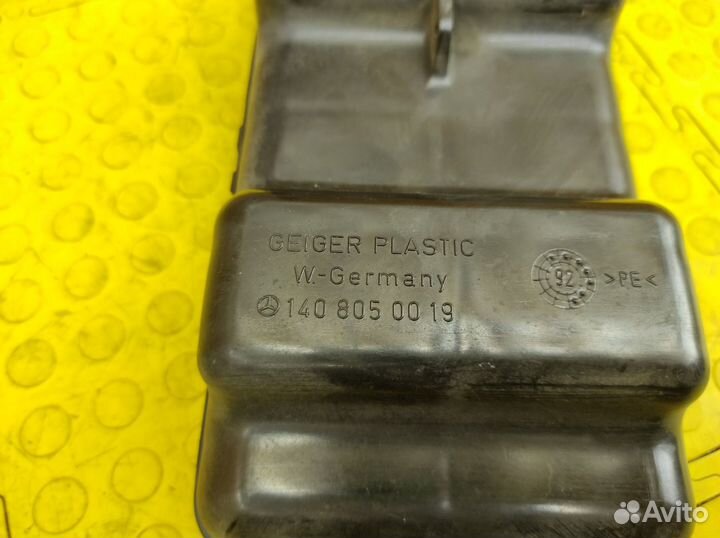 GEIGER PLASTIC
W.-Germany
140 805 00 19
92
>PE<
Avito